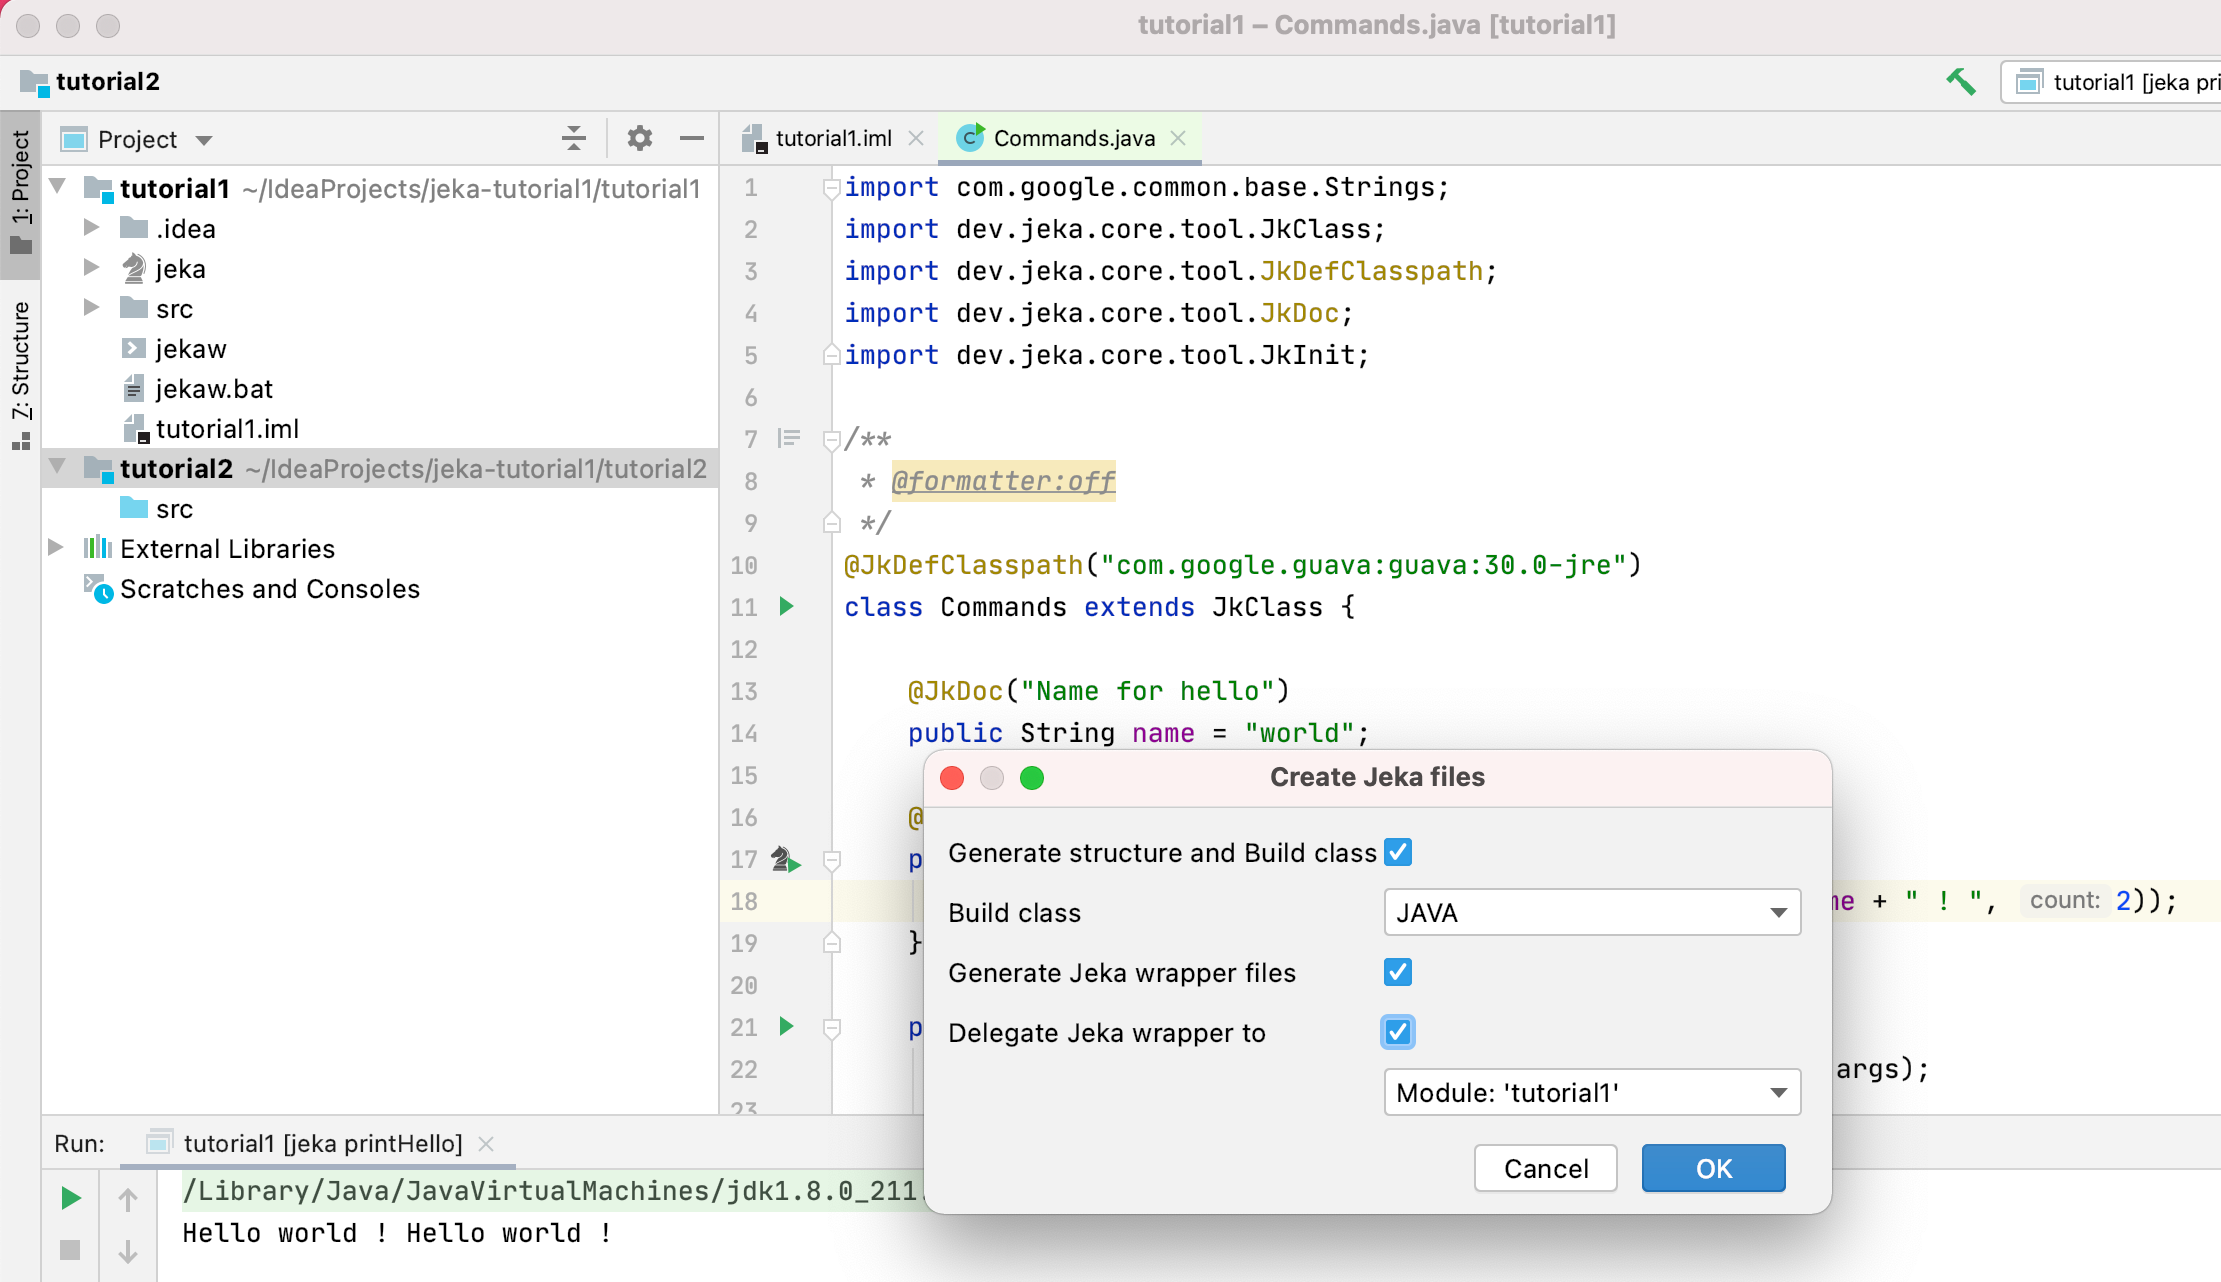 tutorial1 – Commands.java [tutorial1]
tutorial2
tutorial1 [jeka pri
1: Project
7: Structure
Project
tutorial1 ~/IdeaProjects/jeka-tutorial1/tutorial1
.idea
jeka
src
jekaw
jekaw.bat
tutorial1.iml
tutorial2 ~/IdeaProjects/jeka-tutorial1/tutorial2
src
External Libraries
Scratches and Consoles
tutorial1.iml
Commands.java
1 import com.google.common.base.Strings;
2 import dev.jeka.core.tool.JkClass;
3 import dev.jeka.core.tool.JkDefClasspath;
4 import dev.jeka.core.tool.JkDoc;
5 import dev.jeka.core.tool.JkInit;
6
7 /**
8 * @formatter:off
9 */
10 @JkDefClasspath("com.google.guava:guava:30.0-jre")
11 class Commands extends JkClass {
12
13 @JkDoc("Name for hello")
14 public String name = "world";
15
16 @
17 p
18 me + " ! ", count: 2));
19 }
20
21 p
22 args);
23
Create Jeka files
Generate structure and Build class
Build class JAVA
Generate Jeka wrapper files
Delegate Jeka wrapper to
Module: 'tutorial1'
Cancel OK
Run: tutorial1 [jeka printHello]
/Library/Java/JavaVirtualMachines/jdk1.8.0_211.
Hello world ! Hello world !